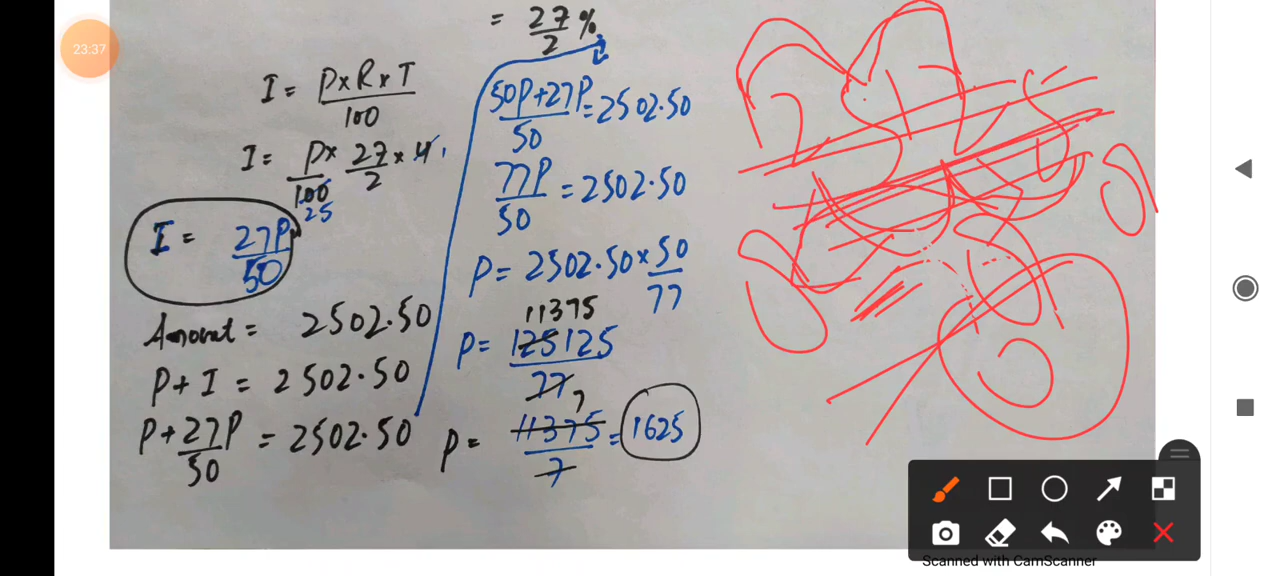 23:37
= 27/2 %
I = P×R×T/100
I = P/100 × 27/2 × 4
25
I = 27P/50
Amount = 2502.50
P+I = 2502.50
P+27P/50 = 2502.50
50P+27P/50 = 2502.50
77P/50 = 2502.50
P = 2502.50×50/77
11375
P = 125125/77
7
P = 11375/7 = 1625
Scanned with CamScanner